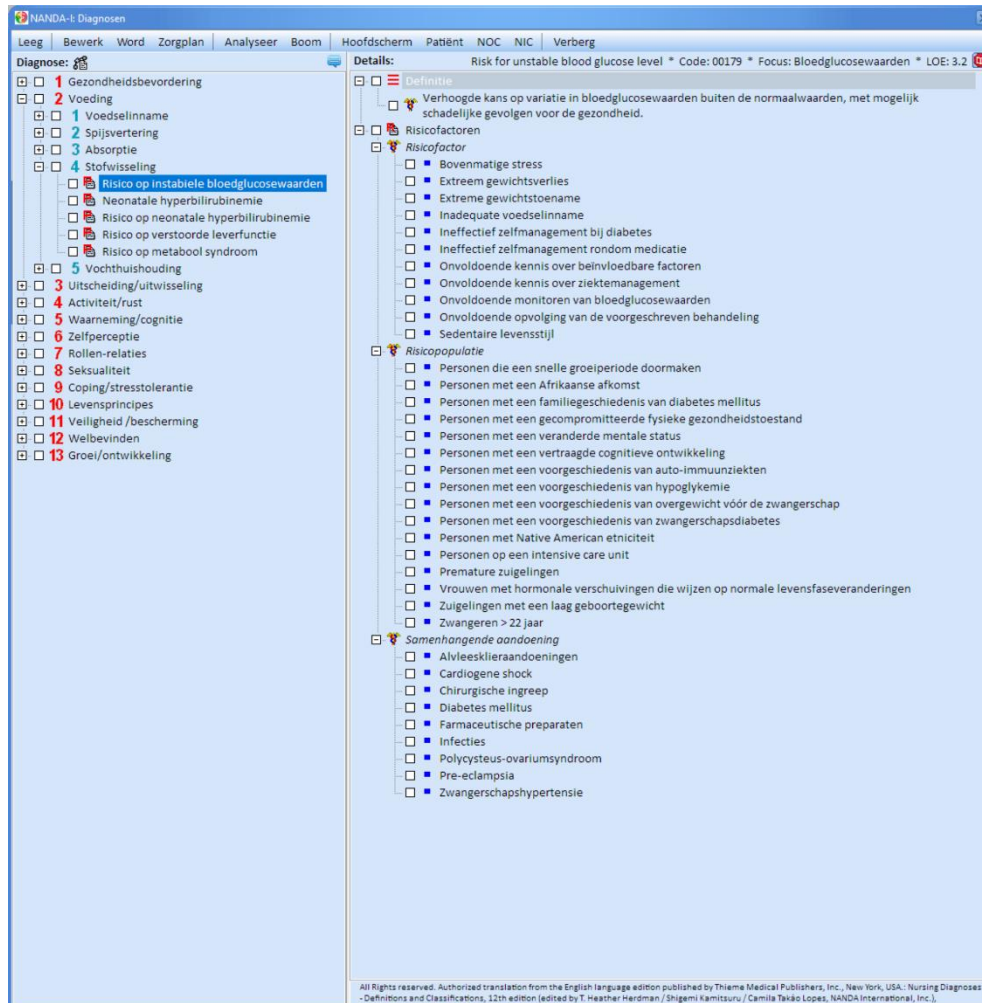 NANDA-I: Diagnosen
Leeg Bewerk Word Zorgplan Analyseer Boom Hoofdscherm Patiënt NOC NIC Verberg
Diagnose:
1 Gezondheidsbevordering
2 Voeding
1 Voedselinname
2 Spijsvertering
3 Absorptie
4 Stofwisseling
Risico op instabiele bloedglucosewaarden
Neonatale hyperbilirubinemie
Risico op neonatale hyperbilirubinemie
Risico op verstoorde leverfunctie
Risico op metabool syndroom
5 Vochthuishouding
3 Uitscheiding/uitwisseling
4 Activiteit/rust
5 Waarneming/cognitie
6 Zelfperceptie
7 Rollen-relaties
8 Seksualiteit
9 Coping/stresstolerantie
10 Levensprincipes
11 Veiligheid /bescherming
12 Welbevinden
13 Groei/ontwikkeling
Details: Risk for unstable blood glucose level * Code: 00179 * Focus: Bloedglucosewaarden * LOE: 3.2
Definitie
Verhoogde kans op variatie in bloedglucosewaarden buiten de normaalwaarden, met mogelijk
schadelijke gevolgen voor de gezondheid.
Risicofactoren
Risicofactor
Bovenmatige stress
Extreem gewichtsverlies
Extreme gewichtstoename
Inadequate voedselinname
Ineffectief zelfmanagement bij diabetes
Ineffectief zelfmanagement rondom medicatie
Onvoldoende kennis over beïnvloedbare factoren
Onvoldoende kennis over ziektemanagement
Onvoldoende monitoren van bloedglucosewaarden
Onvoldoende opvolging van de voorgeschreven behandeling
Sedentaire levensstijl
Risicopopulatie
Personen die een snelle groeiperiode doormaken
Personen met een Afrikaanse afkomst
Personen met een familiegeschiedenis van diabetes mellitus
Personen met een gecompromitteerde fysieke gezondheidstoestand
Personen met een veranderde mentale status
Personen met een vertraagde cognitieve ontwikkeling
Personen met een voorgeschiedenis van auto-immuunziekten
Personen met een voorgeschiedenis van hypoglykemie
Personen met een voorgeschiedenis van overgewicht vóór de zwangerschap
Personen met een voorgeschiedenis van zwangerschapsdiabetes
Personen met Native American etniciteit
Personen op een intensive care unit
Premature zuigelingen
Vrouwen met hormonale verschuivingen die wijzen op normale levensfaseveranderingen
Zuigelingen met een laag geboortegewicht
Zwangeren > 22 jaar
Samenhangende aandoening
Alvleesklieraandoeningen
Cardiogene shock
Chirurgische ingreep
Diabetes mellitus
Farmaceutische preparaten
Infecties
Polycysteus-ovariumsyndroom
Pre-eclampsia
Zwangerschapshypertensie
All Rights reserved. Authorized translation from the English language edition published by Thieme Medical Publishers, Inc., New York, USA.: Nursing Diagnoses
- Definitions and Classifications, 12th edition (edited by T. Heather Herdman / Shigemi Kamitsuru / Camila Takáo Lopes, NANDA International, Inc.),